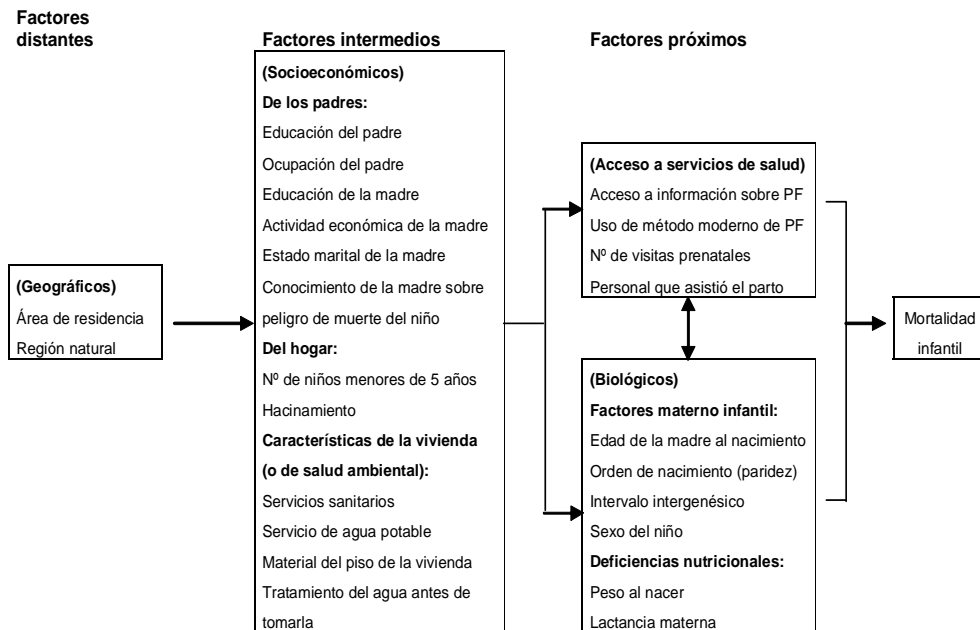 Factores
distantes
Factores intermedios
Factores próximos
(Geográficos)
Área de residencia
Región natural
(Socioeconómicos)
De los padres:
Educación del padre
Ocupación del padre
Educación de la madre
Actividad económica de la madre
Estado marital de la madre
Conocimiento de la madre sobre
peligro de muerte del niño
Del hogar:
Nº de niños menores de 5 años
Hacinamiento
Características de la vivienda
(o de salud ambiental):
Servicios sanitarios
Servicio de agua potable
Material del piso de la vivienda
Tratamiento del agua antes de
tomarla
(Acceso a servicios de salud)
Acceso a información sobre PF
Uso de método moderno de PF
Nº de visitas prenatales
Personal que asistió el parto
(Biológicos)
Factores materno infantil:
Edad de la madre al nacimiento
Orden de nacimiento (paridez)
Intervalo intergenésico
Sexo del niño
Deficiencias nutricionales:
Peso al nacer
Lactancia materna
Mortalidad
infantil